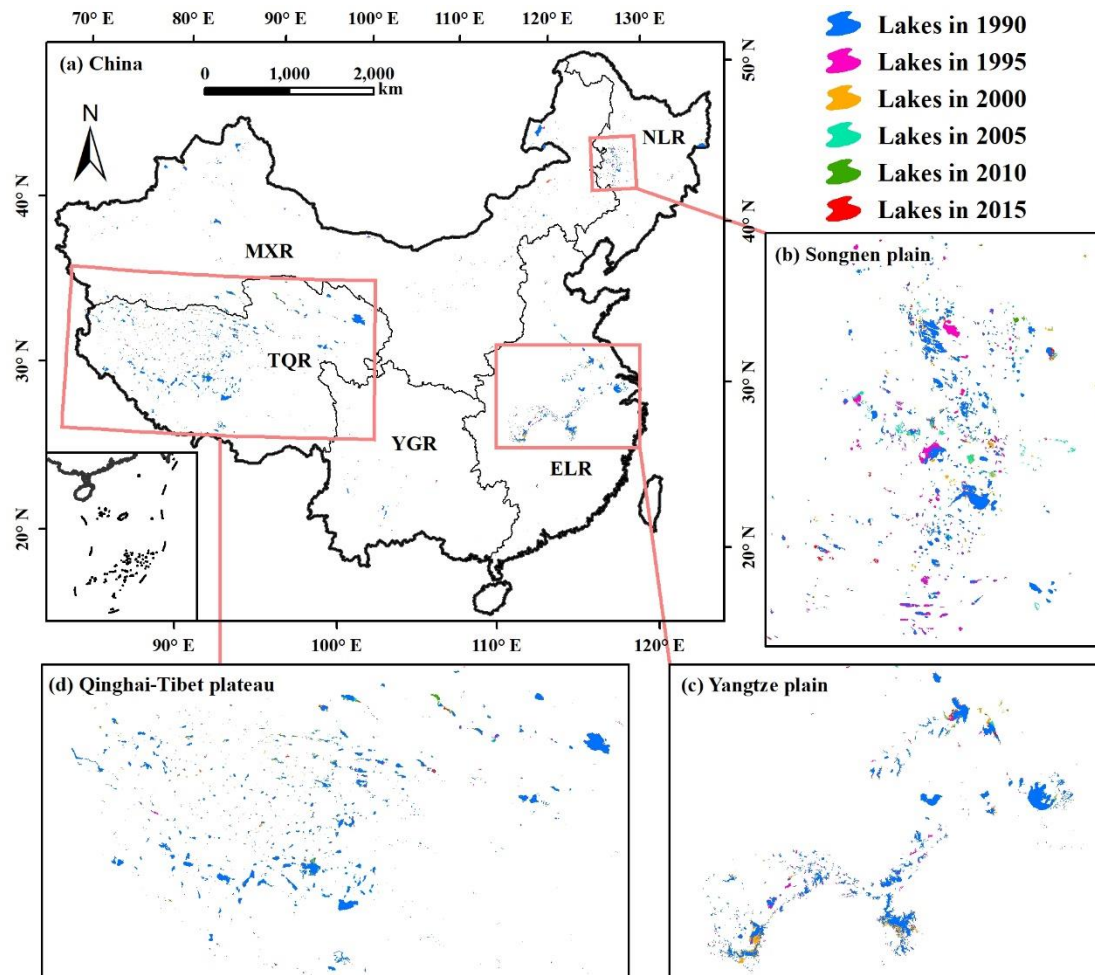 70° E 80° E 90° E 100° E 110° E 120° E 130° E
(a) China
0 1,000 2,000
km
N
50° N
40° N
30° N
20° N
40° N
30° N
20° N
NLR
MXR
TQR
YGR
ELR
90° E 100° E 110° E 120° E
Lakes in 1990
Lakes in 1995
Lakes in 2000
Lakes in 2005
Lakes in 2010
Lakes in 2015
(b) Songnen plain
(d) Qinghai-Tibet plateau
(c) Yangtze plain